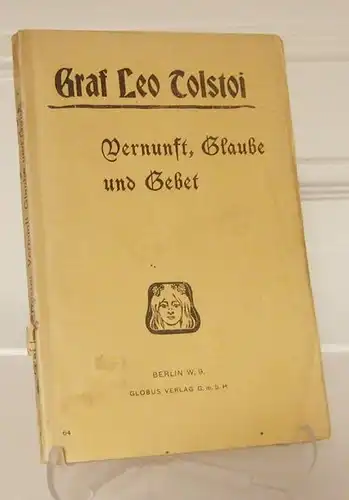 Graf Leo Tolstoi
Vernunft, Glaube
und Gebet
BERLIN W. 9.
GLOBUS VERLAG G. m. b. H.
64